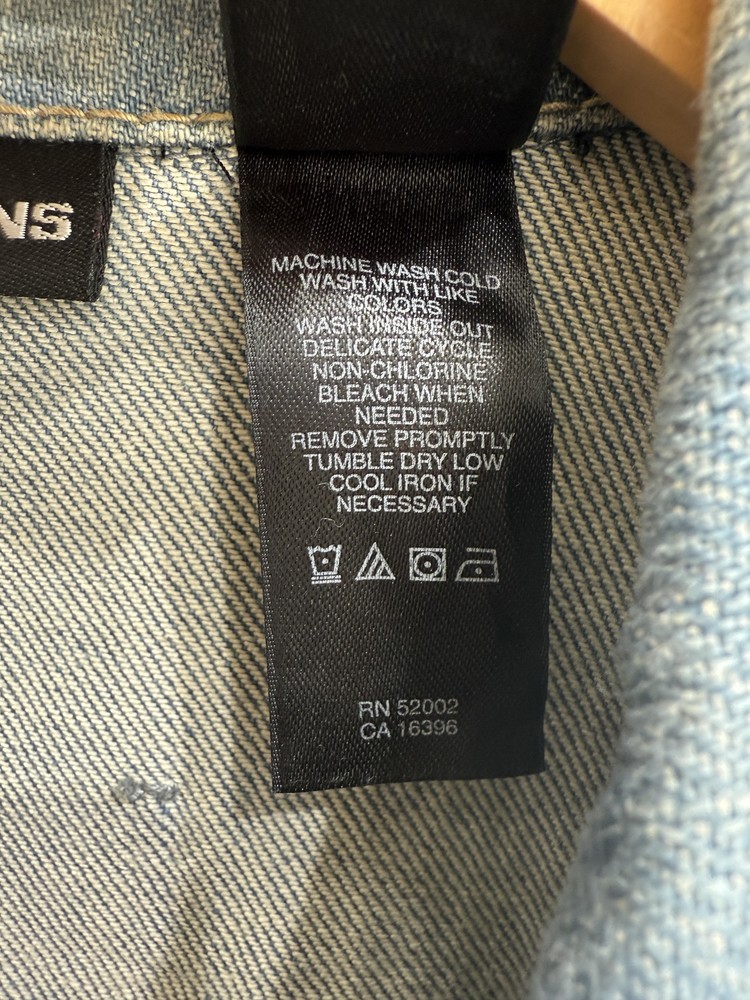 NS
MACHINE WASH COLD
WASH WITH LIKE
COLORS
WASH INSIDE OUT
DELICATE CYCLE
NON-CHLORINE
BLEACH WHEN
NEEDED
REMOVE PROMPTLY
TUMBLE DRY LOW
COOL IRON IF
NECESSARY
RN 52002
CA 16396